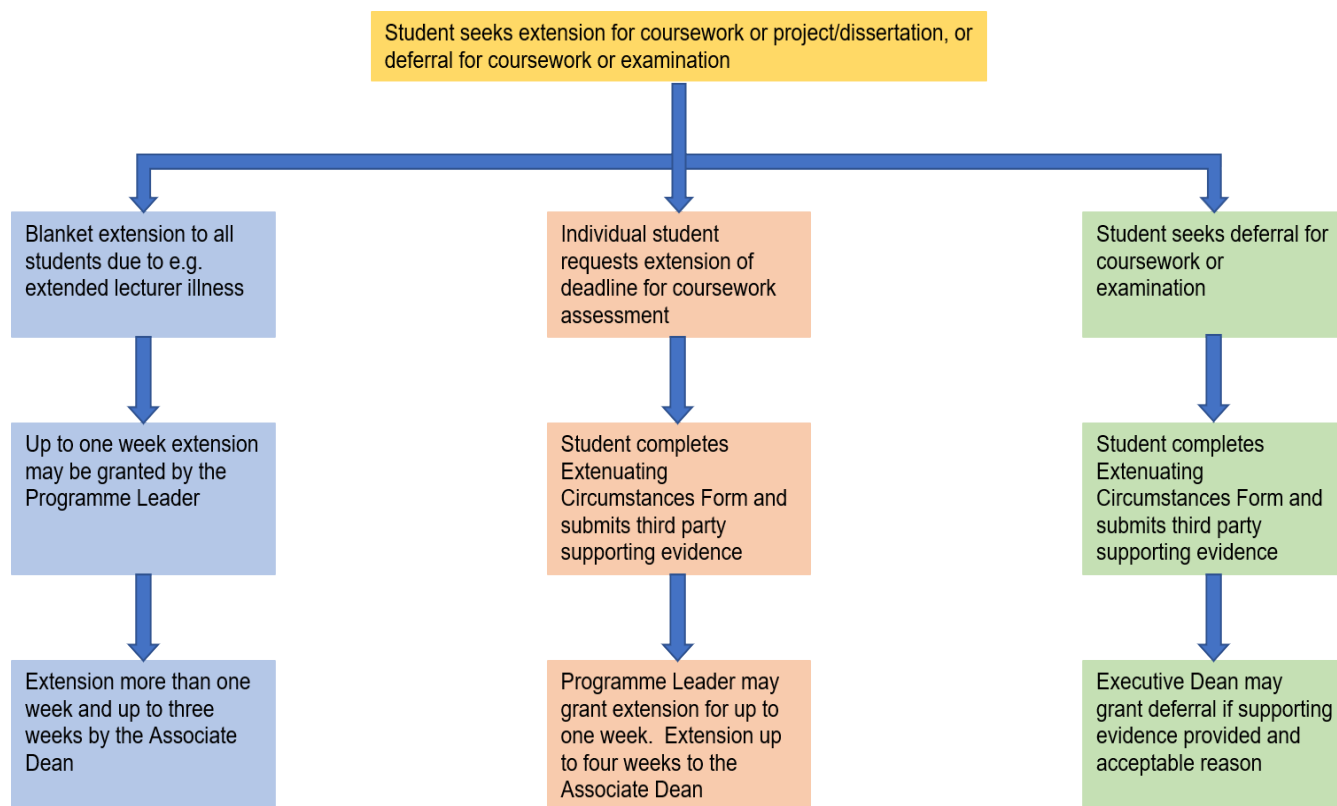 Student seeks extension for coursework or project/dissertation, or
deferral for coursework or examination
Blanket extension to all
students due to e.g.
extended lecturer illness
Individual student
requests extension of
deadline for coursework
assessment
Student seeks deferral for
coursework or
examination
Up to one week extension
may be granted by the
Programme Leader
Student completes
Extenuating
Circumstances Form and
submits third party
supporting evidence
Student completes
Extenuating
Circumstances Form and
submits third party
supporting evidence
Extension more than one
week and up to three
weeks by the Associate
Dean
Programme Leader may
grant extension for up to
one week.  Extension up
to four weeks to the
Associate Dean
Executive Dean may
grant deferral if supporting
evidence provided and
acceptable reason